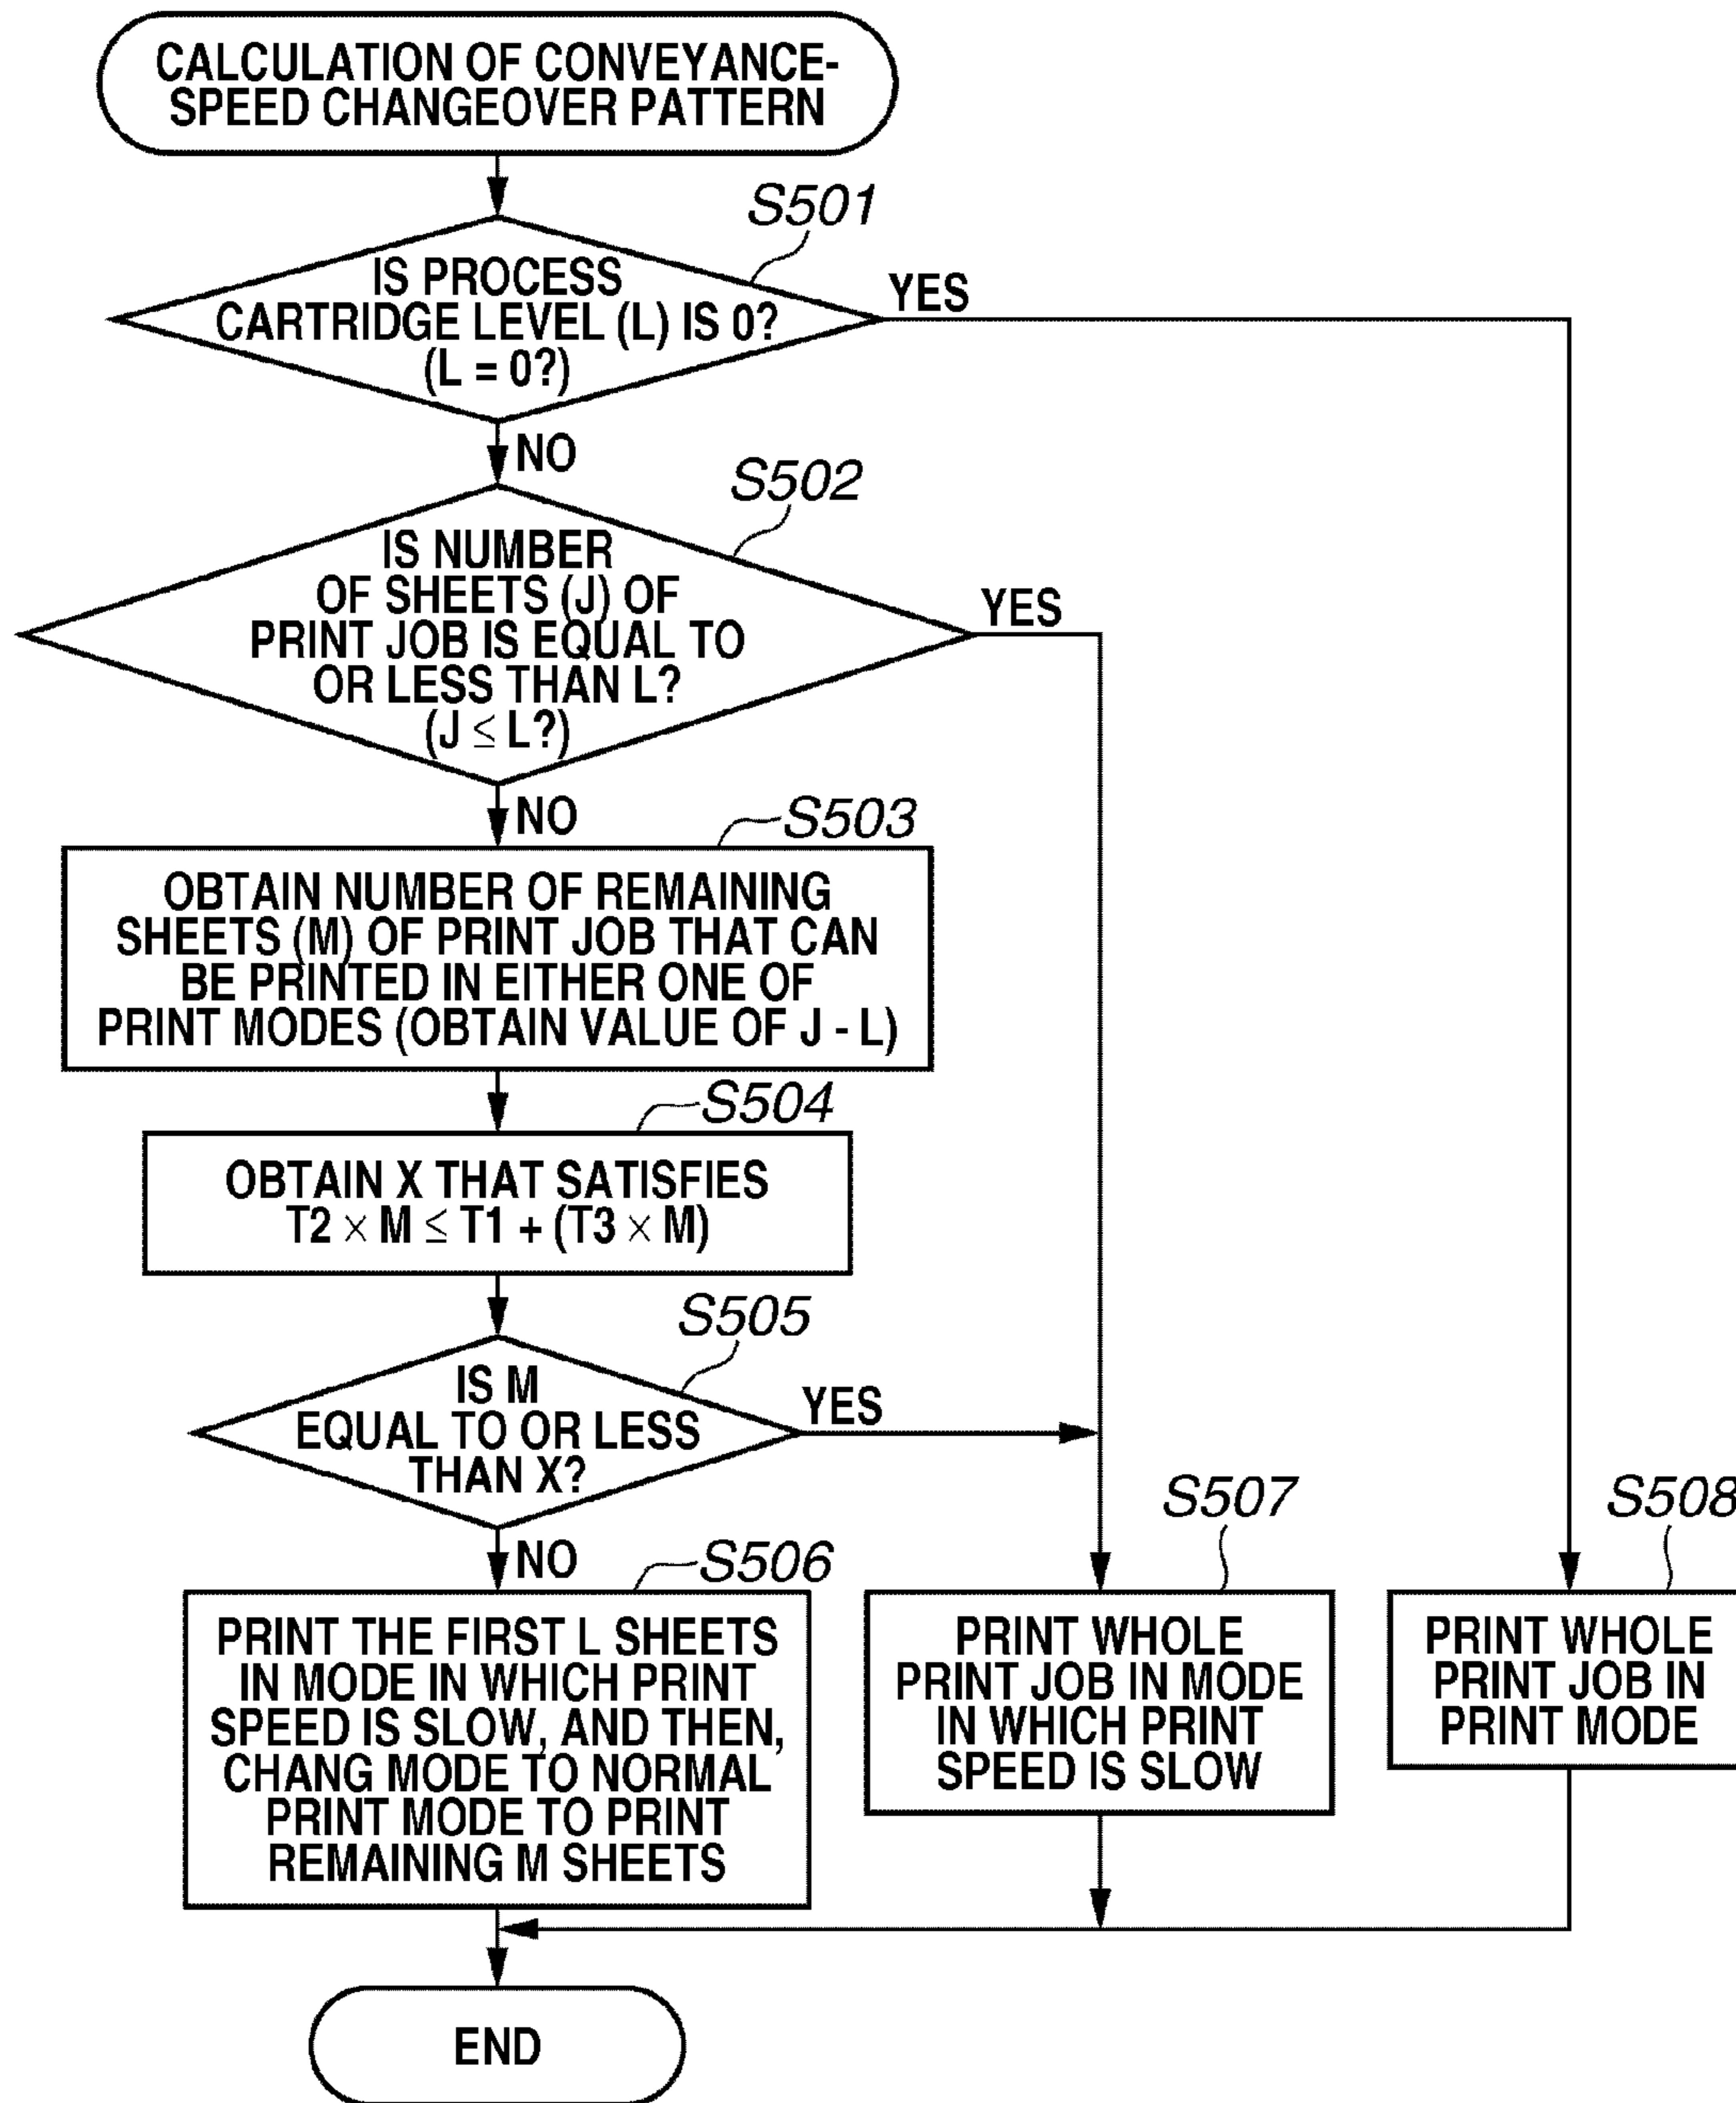 CALCULATION OF CONVEYANCE-
SPEED CHANGEOVER PATTERN
S501
IS PROCESS
CARTRIDGE LEVEL (L) IS 0?
(L = 0?)
YES
NO
S502
IS NUMBER
OF SHEETS (J) OF
PRINT JOB IS EQUAL TO
OR LESS THAN L?
(J ≤ L?)
YES
NO
S503
OBTAIN NUMBER OF REMAINING
SHEETS (M) OF PRINT JOB THAT CAN
BE PRINTED IN EITHER ONE OF
PRINT MODES (OBTAIN VALUE OF J - L)
S504
OBTAIN X THAT SATISFIES
T2 × M ≤ T1 + (T3 × M)
S505
IS M
EQUAL TO OR LESS
THAN X?
YES
NO
S506
PRINT THE FIRST L SHEETS
IN MODE IN WHICH PRINT
SPEED IS SLOW, AND THEN,
CHANG MODE TO NORMAL
PRINT MODE TO PRINT
REMAINING M SHEETS
S507
PRINT WHOLE
PRINT JOB IN MODE
IN WHICH PRINT
SPEED IS SLOW
S508
PRINT WHOLE
PRINT JOB IN
PRINT MODE
END